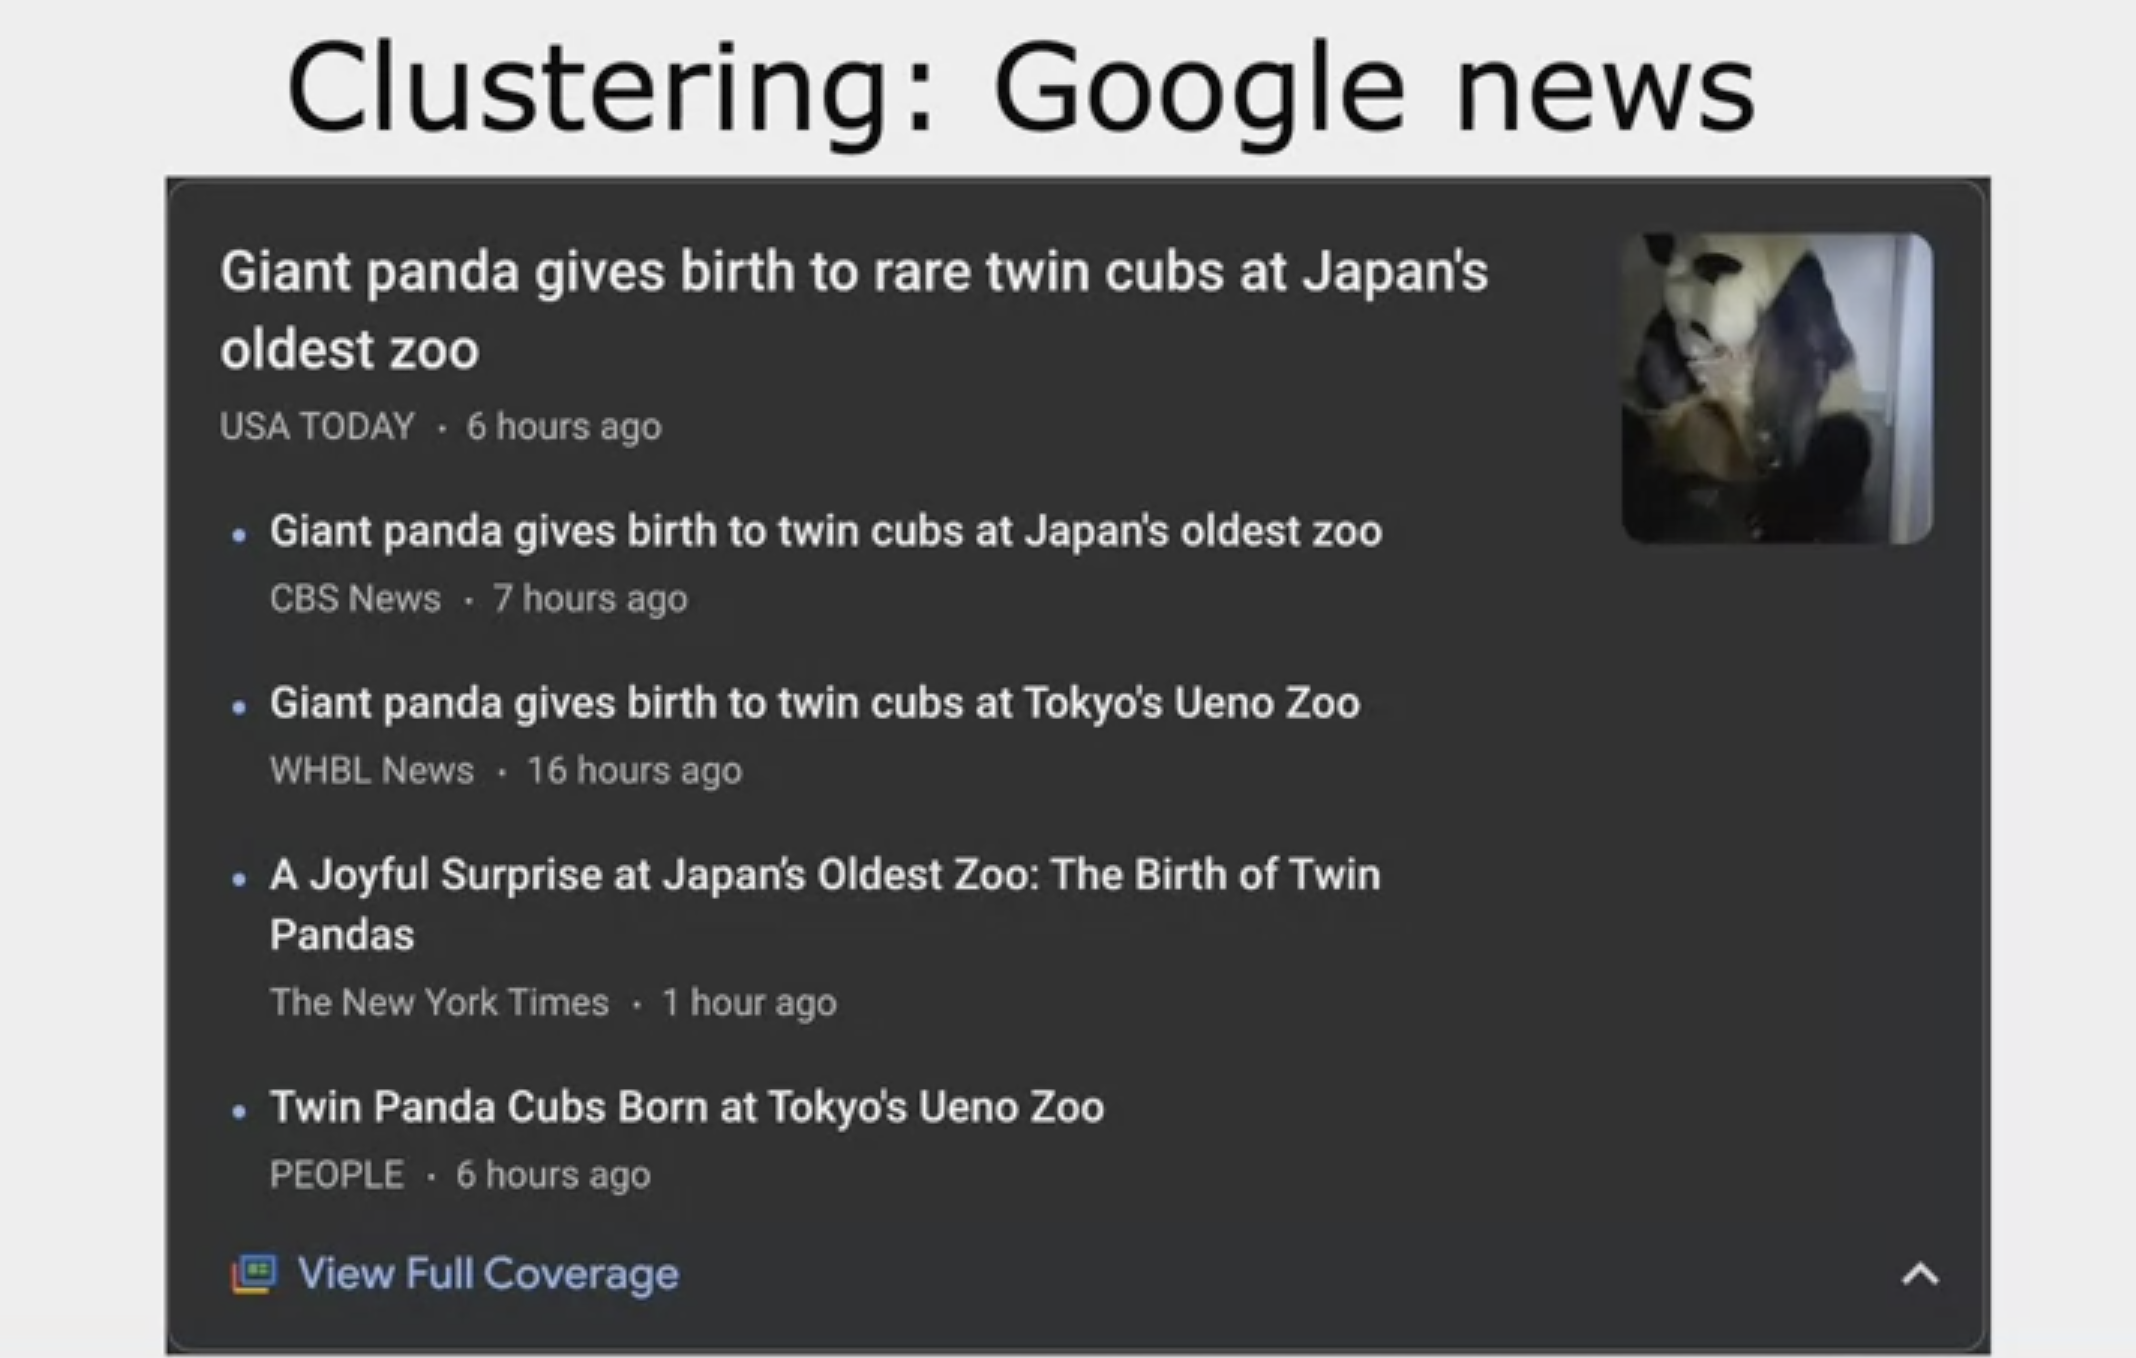 Clustering: Google news
Giant panda gives birth to rare twin cubs at Japan's
oldest zoo
USA TODAY · 6 hours ago
• Giant panda gives birth to twin cubs at Japan's oldest zoo
CBS News · 7 hours ago
• Giant panda gives birth to twin cubs at Tokyo's Ueno Zoo
WHBL News · 16 hours ago
• A Joyful Surprise at Japan’s Oldest Zoo: The Birth of Twin
Pandas
The New York Times · 1 hour ago
• Twin Panda Cubs Born at Tokyo's Ueno Zoo
PEOPLE · 6 hours ago
View Full Coverage